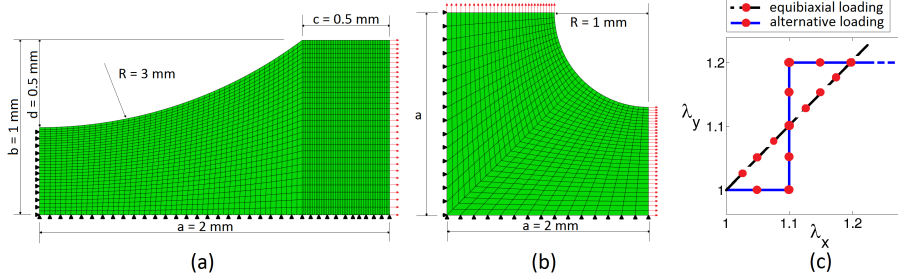 c = 0.5 mm
R = 3 mm
d = 0.5 mm
b = 1 mm
a = 2 mm
(a)
R = 1 mm
a
a = 2 mm
(b)
equibiaxial loading
alternative loading
1.2
λy
1.1
1
1 1.1 1.2
λx
(c)